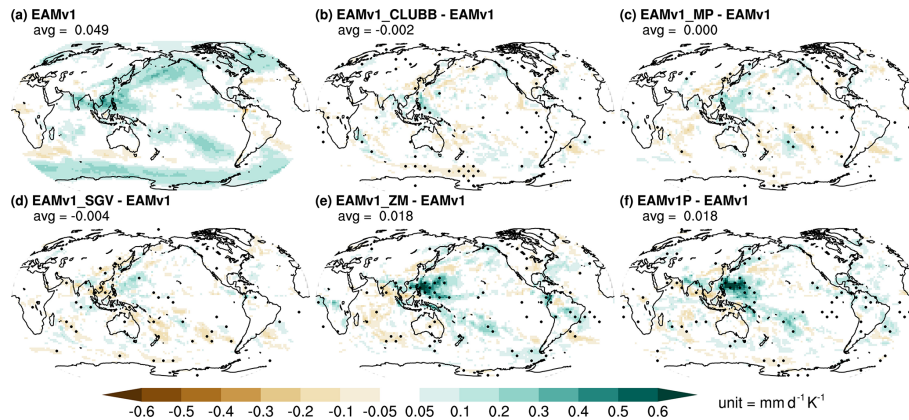 (a) EAMv1
avg = 0.049
(b) EAMv1_CLUBB - EAMv1
avg = -0.002
(c) EAMv1_MP - EAMv1
avg = 0.000
(d) EAMv1_SGV - EAMv1
avg = -0.004
(e) EAMv1_ZM - EAMv1
avg = 0.018
(f) EAMv1P - EAMv1
avg = 0.018
-0.6 -0.5 -0.4 -0.3 -0.2 -0.1 -0.05 0.05 0.1 0.2 0.3 0.4 0.5 0.6
unit = mm d⁻¹ K⁻¹